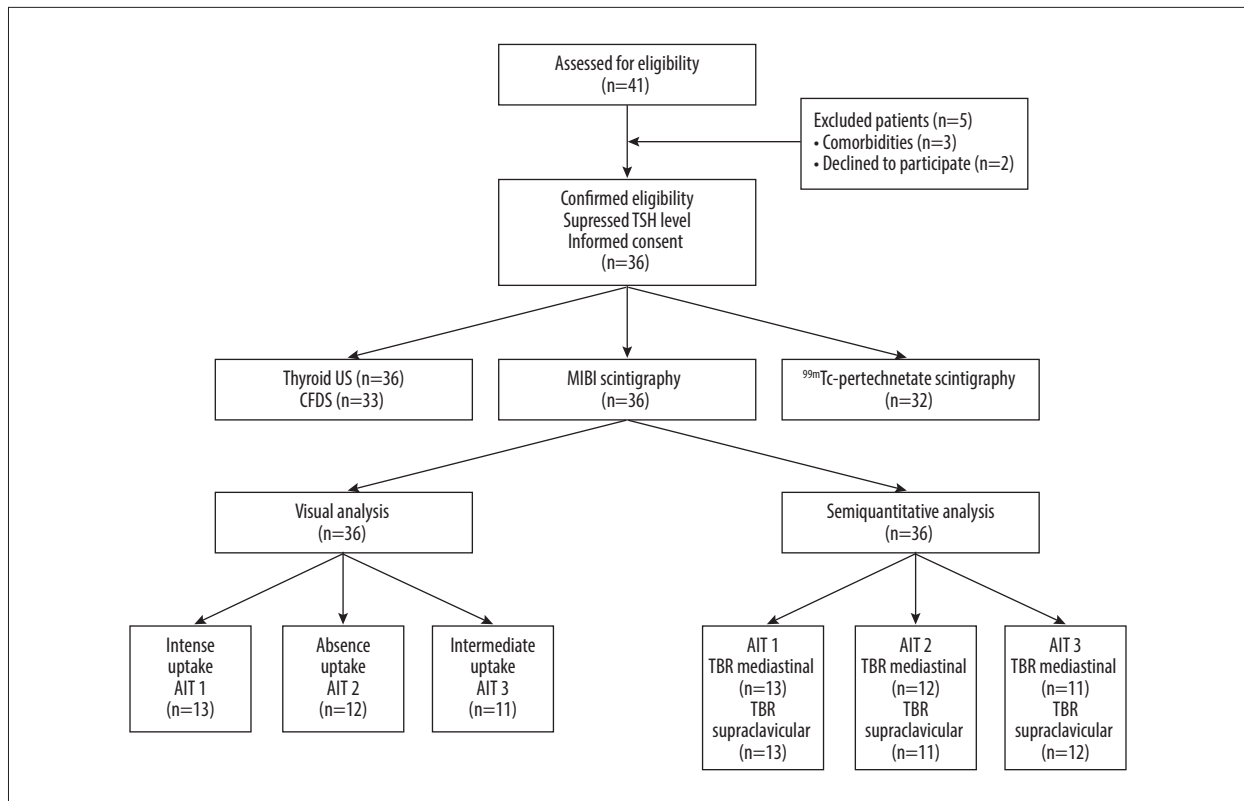 Assessed for eligibility
(n=41)
Excluded patients (n=5)
• Comorbidities (n=3)
• Declined to participate (n=2)
Confirmed eligibility
Supressed TSH level
Informed consent
(n=36)
Thyroid US (n=36)
CFDS (n=33)
MIBI scintigraphy
(n=36)
99mTc-pertechnetate scintigraphy
(n=32)
Visual analysis
(n=36)
Semiquantitative analysis
(n=36)
Intense
uptake
AIT 1
(n=13)
Absence
uptake
AIT 2
(n=12)
Intermediate
uptake
AIT 3
(n=11)
AIT 1
TBR mediastinal
(n=13)
TBR
supraclavicular
(n=13)
AIT 2
TBR mediastinal
(n=12)
TBR
supraclavicular
(n=11)
AIT 3
TBR mediastinal
(n=11)
TBR
supraclavicular
(n=12)